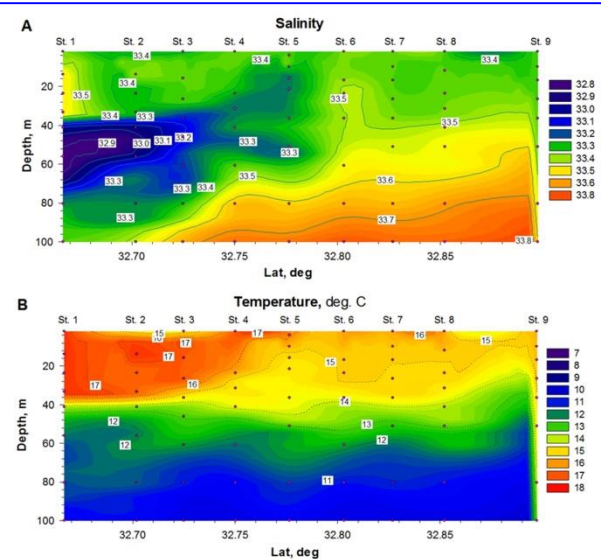 A
Salinity
St. 1 St. 2 St. 3 St. 4 St. 5 St. 6 St. 7 St. 8 St. 9
33.4 33.4
33.5 33.4 33.5
33.4 33.3 33.5
32.9 33.0 33.1 33.2 33.3 33.3
33.3 33.3 33.4 33.5 33.6
33.3 33.7
33.8
Depth, m
20
40
60
80
100
32.70 32.75 32.80 32.85
Lat, deg
32.8
32.9
33.0
33.1
33.2
33.3
33.4
33.5
33.6
33.8
B
Temperature, deg. C
St. 1 St. 2 St. 3 St. 4 St. 5 St. 6 St. 7 St. 8 St. 9
15 17 16 15
17 17 15
17 16 14
12 13
12 12
11
Depth, m
20
40
60
80
100
32.70 32.75 32.80 32.85
Lat, deg
7
8
9
10
11
12
13
14
15
16
17
18